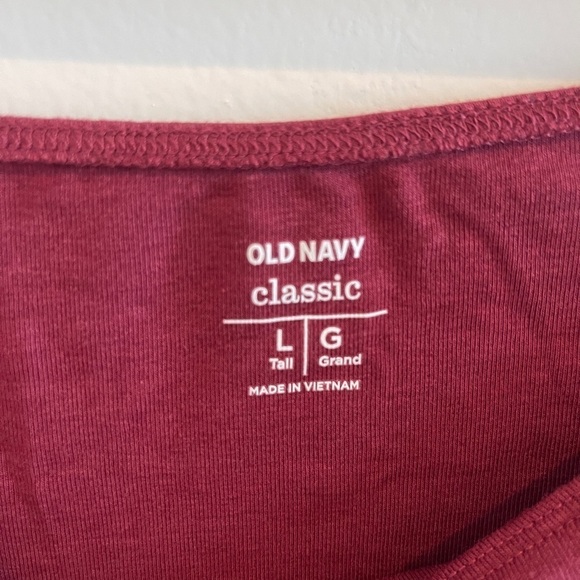 OLD NAVY
classic
L | G
Tall | Grand
MADE IN VIETNAM